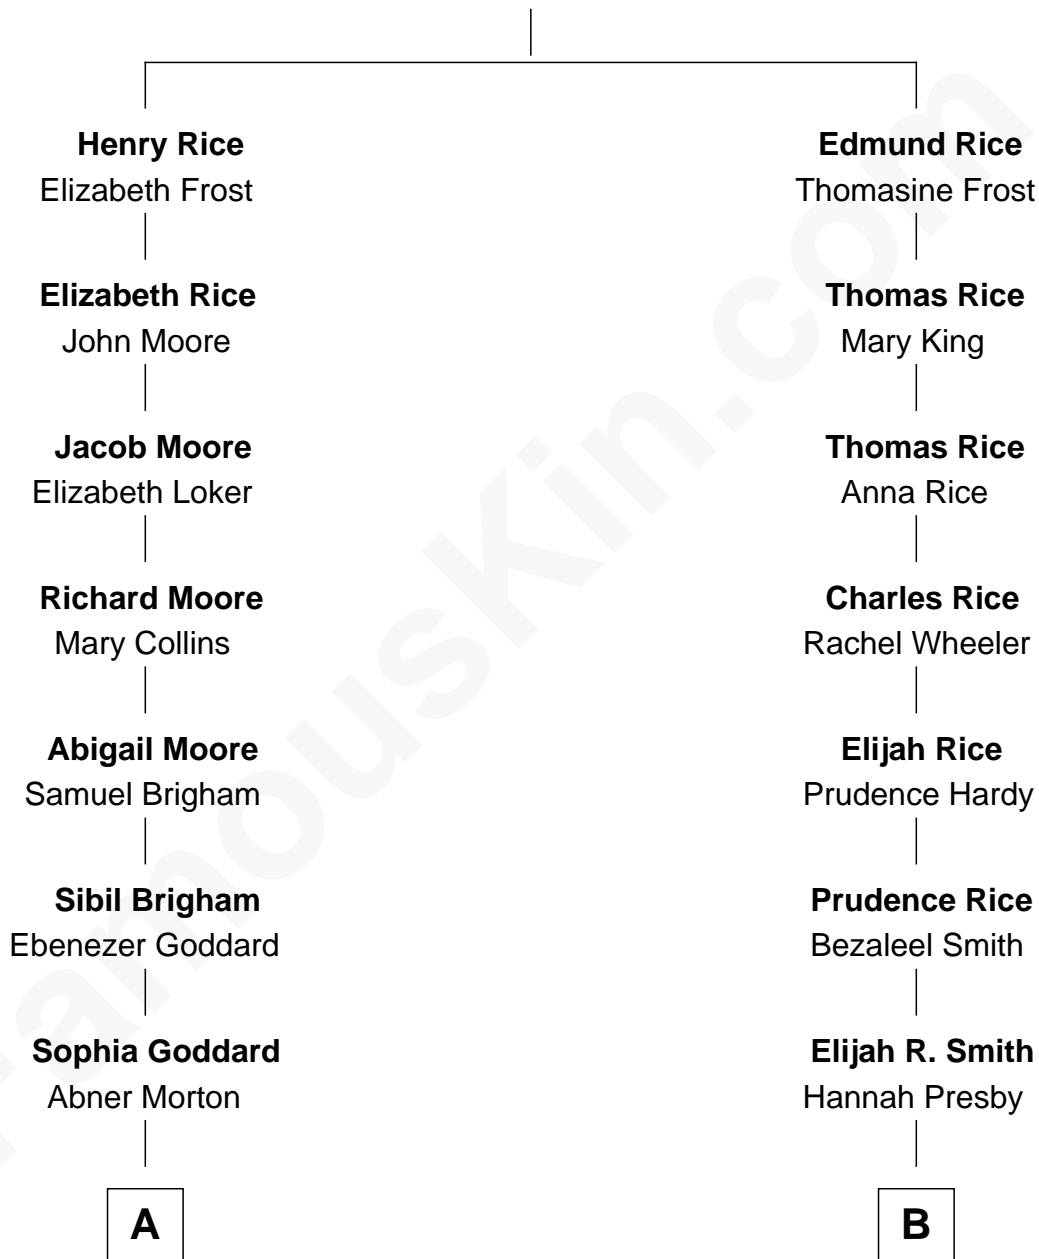 Henry Rice
Elizabeth Frost
Elizabeth Rice
John Moore
Jacob Moore
Elizabeth Loker
Richard Moore
Mary Collins
Abigail Moore
Samuel Brigham
Sibil Brigham
Ebenezer Goddard
Sophia Goddard
Abner Morton
A
Edmund Rice
Thomasine Frost
Thomas Rice
Mary King
Thomas Rice
Anna Rice
Charles Rice
Rachel Wheeler
Elijah Rice
Prudence Hardy
Prudence Rice
Bezaleel Smith
Elijah R. Smith
Hannah Presby
B
FamousKin.com